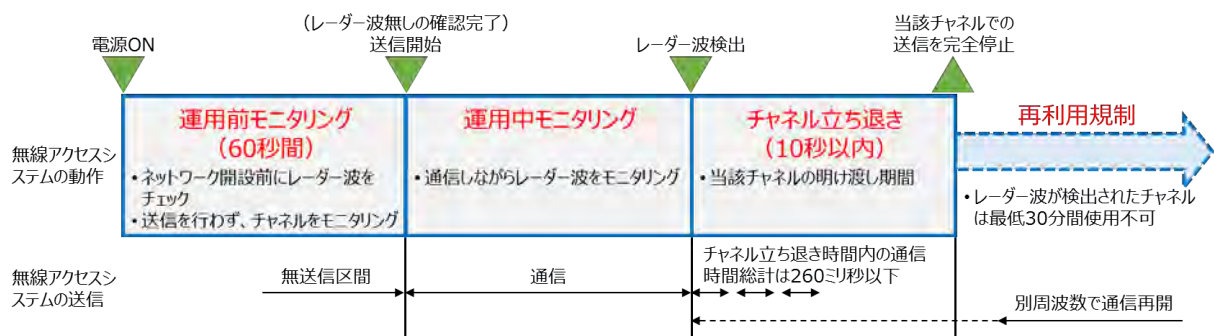 電源ON
(レーダー波無しの確認完了)
送信開始
レーダー波検出
当該チャネルでの
送信を完全停止
無線アクセスシ
ステムの動作
運用前モニタリング
(60秒間)
・ネットワーク開設前にレーダー波を
チェック
・送信を行わず、チャネルをモニタリング
運用中モニタリング
・通信しながらレーダー波をモニタリング
チャネル立ち退き
(10秒以内)
・当該チャネルの明け渡し期間
再利用規制
・レーダー波が検出されたチャネル
は最低30分間使用不可
無線アクセスシ
ステムの送信
無送信区間
通信
チャネル立ち退き時間内の通信
時間総計は260ミリ秒以下
別周波数で通信再開